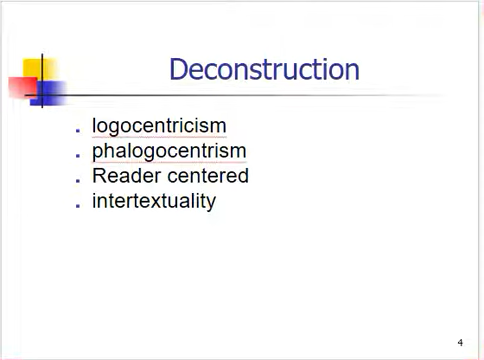 Deconstruction
logocentricism
phalogocentrism
Reader centered
intertextuality
4